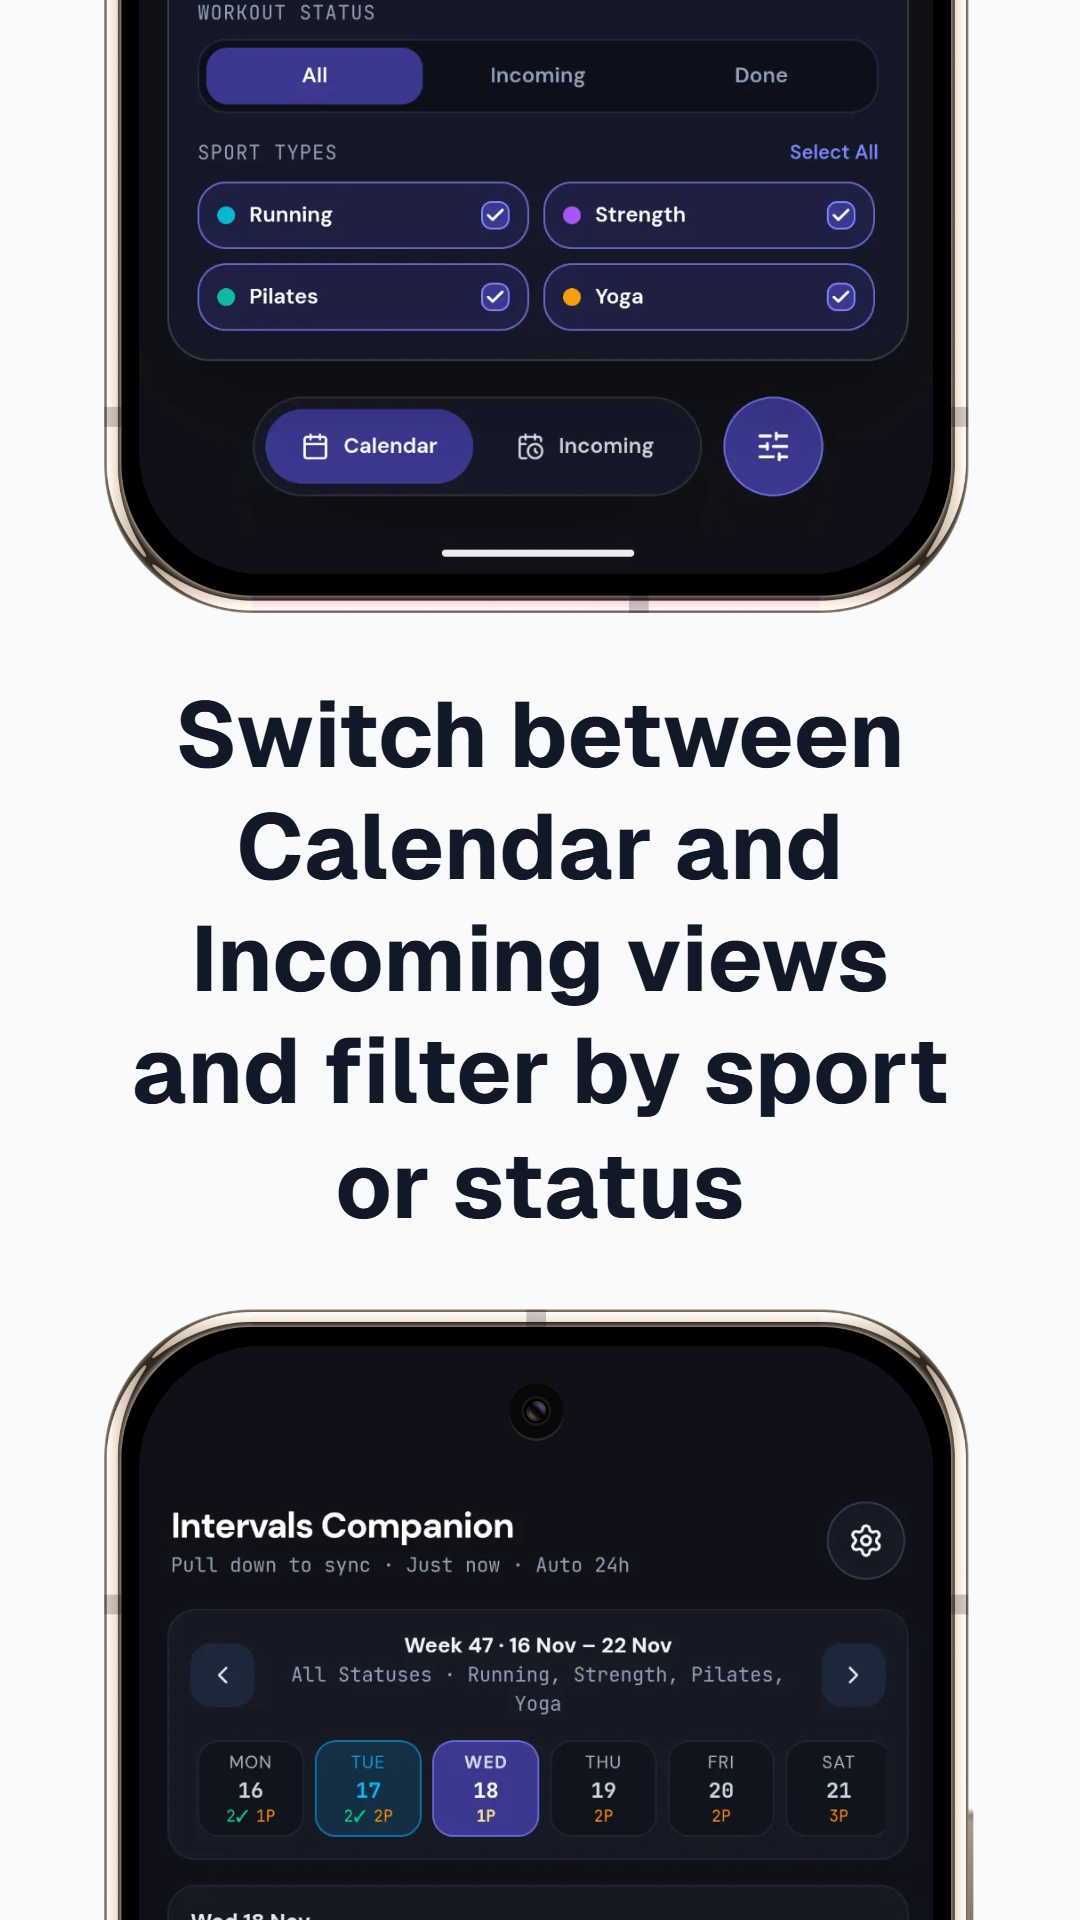 WORKOUT STATUS
All Incoming Done
SPORT TYPES Select All
Running Strength
Pilates Yoga
Calendar Incoming
Switch between
Calendar and
Incoming views
and filter by sport
or status
Intervals Companion
Pull down to sync · Just now · Auto 24h
Week 47 · 16 Nov – 22 Nov
All Statuses · Running, Strength, Pilates,
Yoga
MON TUE WED THU FRI SAT
16 17 18 19 20 21
2✓ 1P 2✓ 2P 1P 2P 2P 3P
Wed 18 Nov